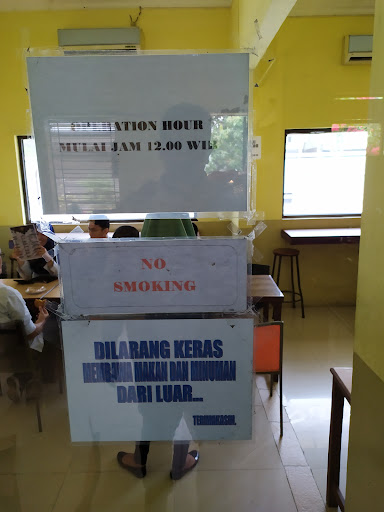 OPERATION HOUR
MULAI JAM 12.00 WIB
NO
SMOKING
DILARANG KERAS
MEMBAWA MAKAN DAN MINUMAN
DARI LUAR...
TERIMAKASIH.